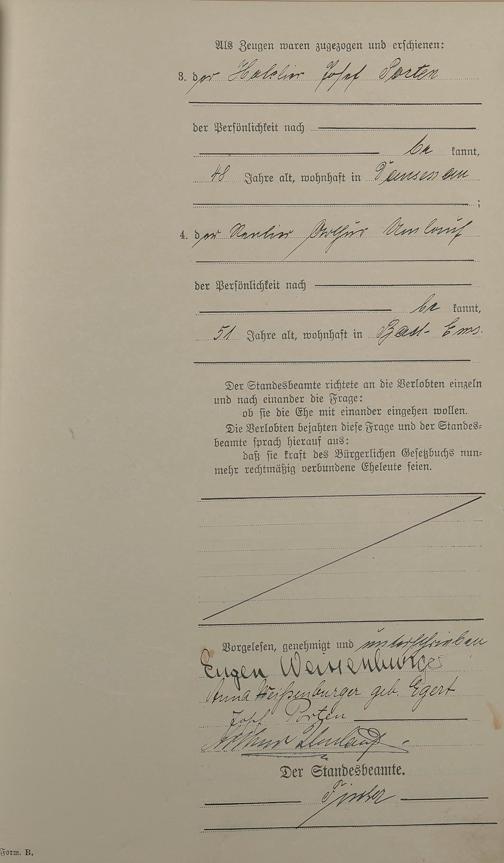 Als Zeugen waren zugezogen und erschienen:
3. der Josef Porten
der Persönlichkeit nach
be kannt,
48 Jahre alt, wohnhaft in
;
4. der Arthur Umlauf
der Persönlichkeit nach
be kannt,
51 Jahre alt, wohnhaft in Bad-Ems.
Der Standesbeamte richtete an die Verlobten einzeln
und nach einander die Frage:
ob sie die Ehe mit einander eingehen wollen.
Die Verlobten bejahten diese Frage und der Standes=
beamte sprach hierauf aus:
daß sie kraft des Bürgerlichen Gesetzbuchs nun=
mehr rechtmäßig verbundene Eheleute seien.
Vorgelesen, genehmigt und unterschrieben
Eugen Weissenburger
Anna Weißenburger geb. Egert
Josef Porten
Arthur Umlauf
Der Standesbeamte.
Form. B.